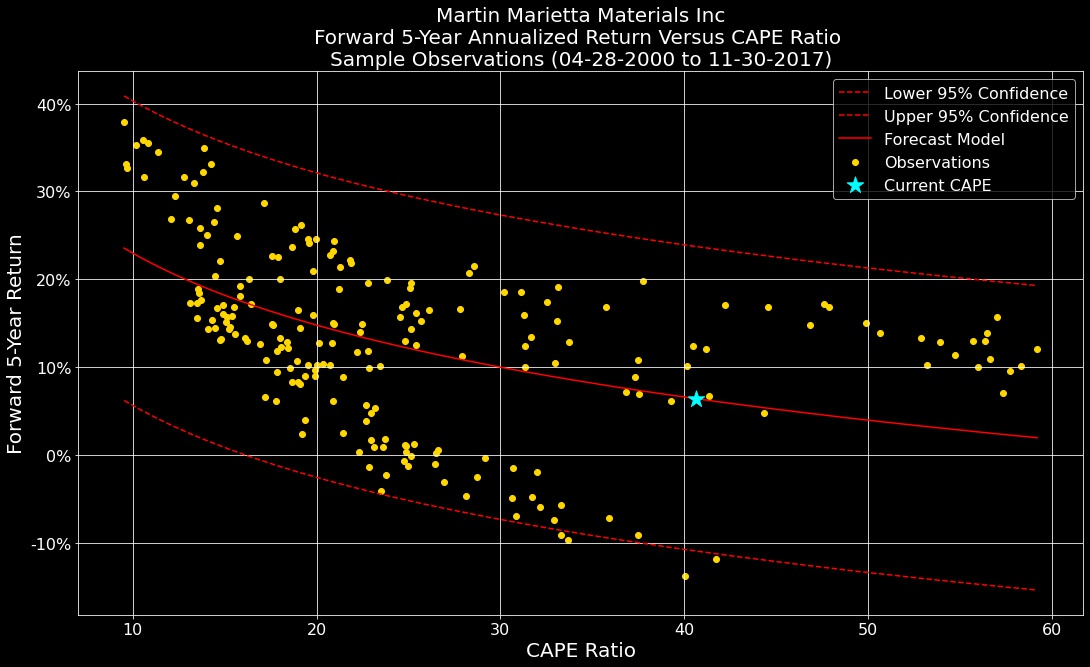 Martin Marietta Materials Inc
Forward 5-Year Annualized Return Versus CAPE Ratio
Sample Observations (04-28-2000 to 11-30-2017)
Lower 95% Confidence
Upper 95% Confidence
Forecast Model
Observations
Current CAPE
Forward 5-Year Return
40%
30%
20%
10%
0%
-10%
10 20 30 40 50 60
CAPE Ratio